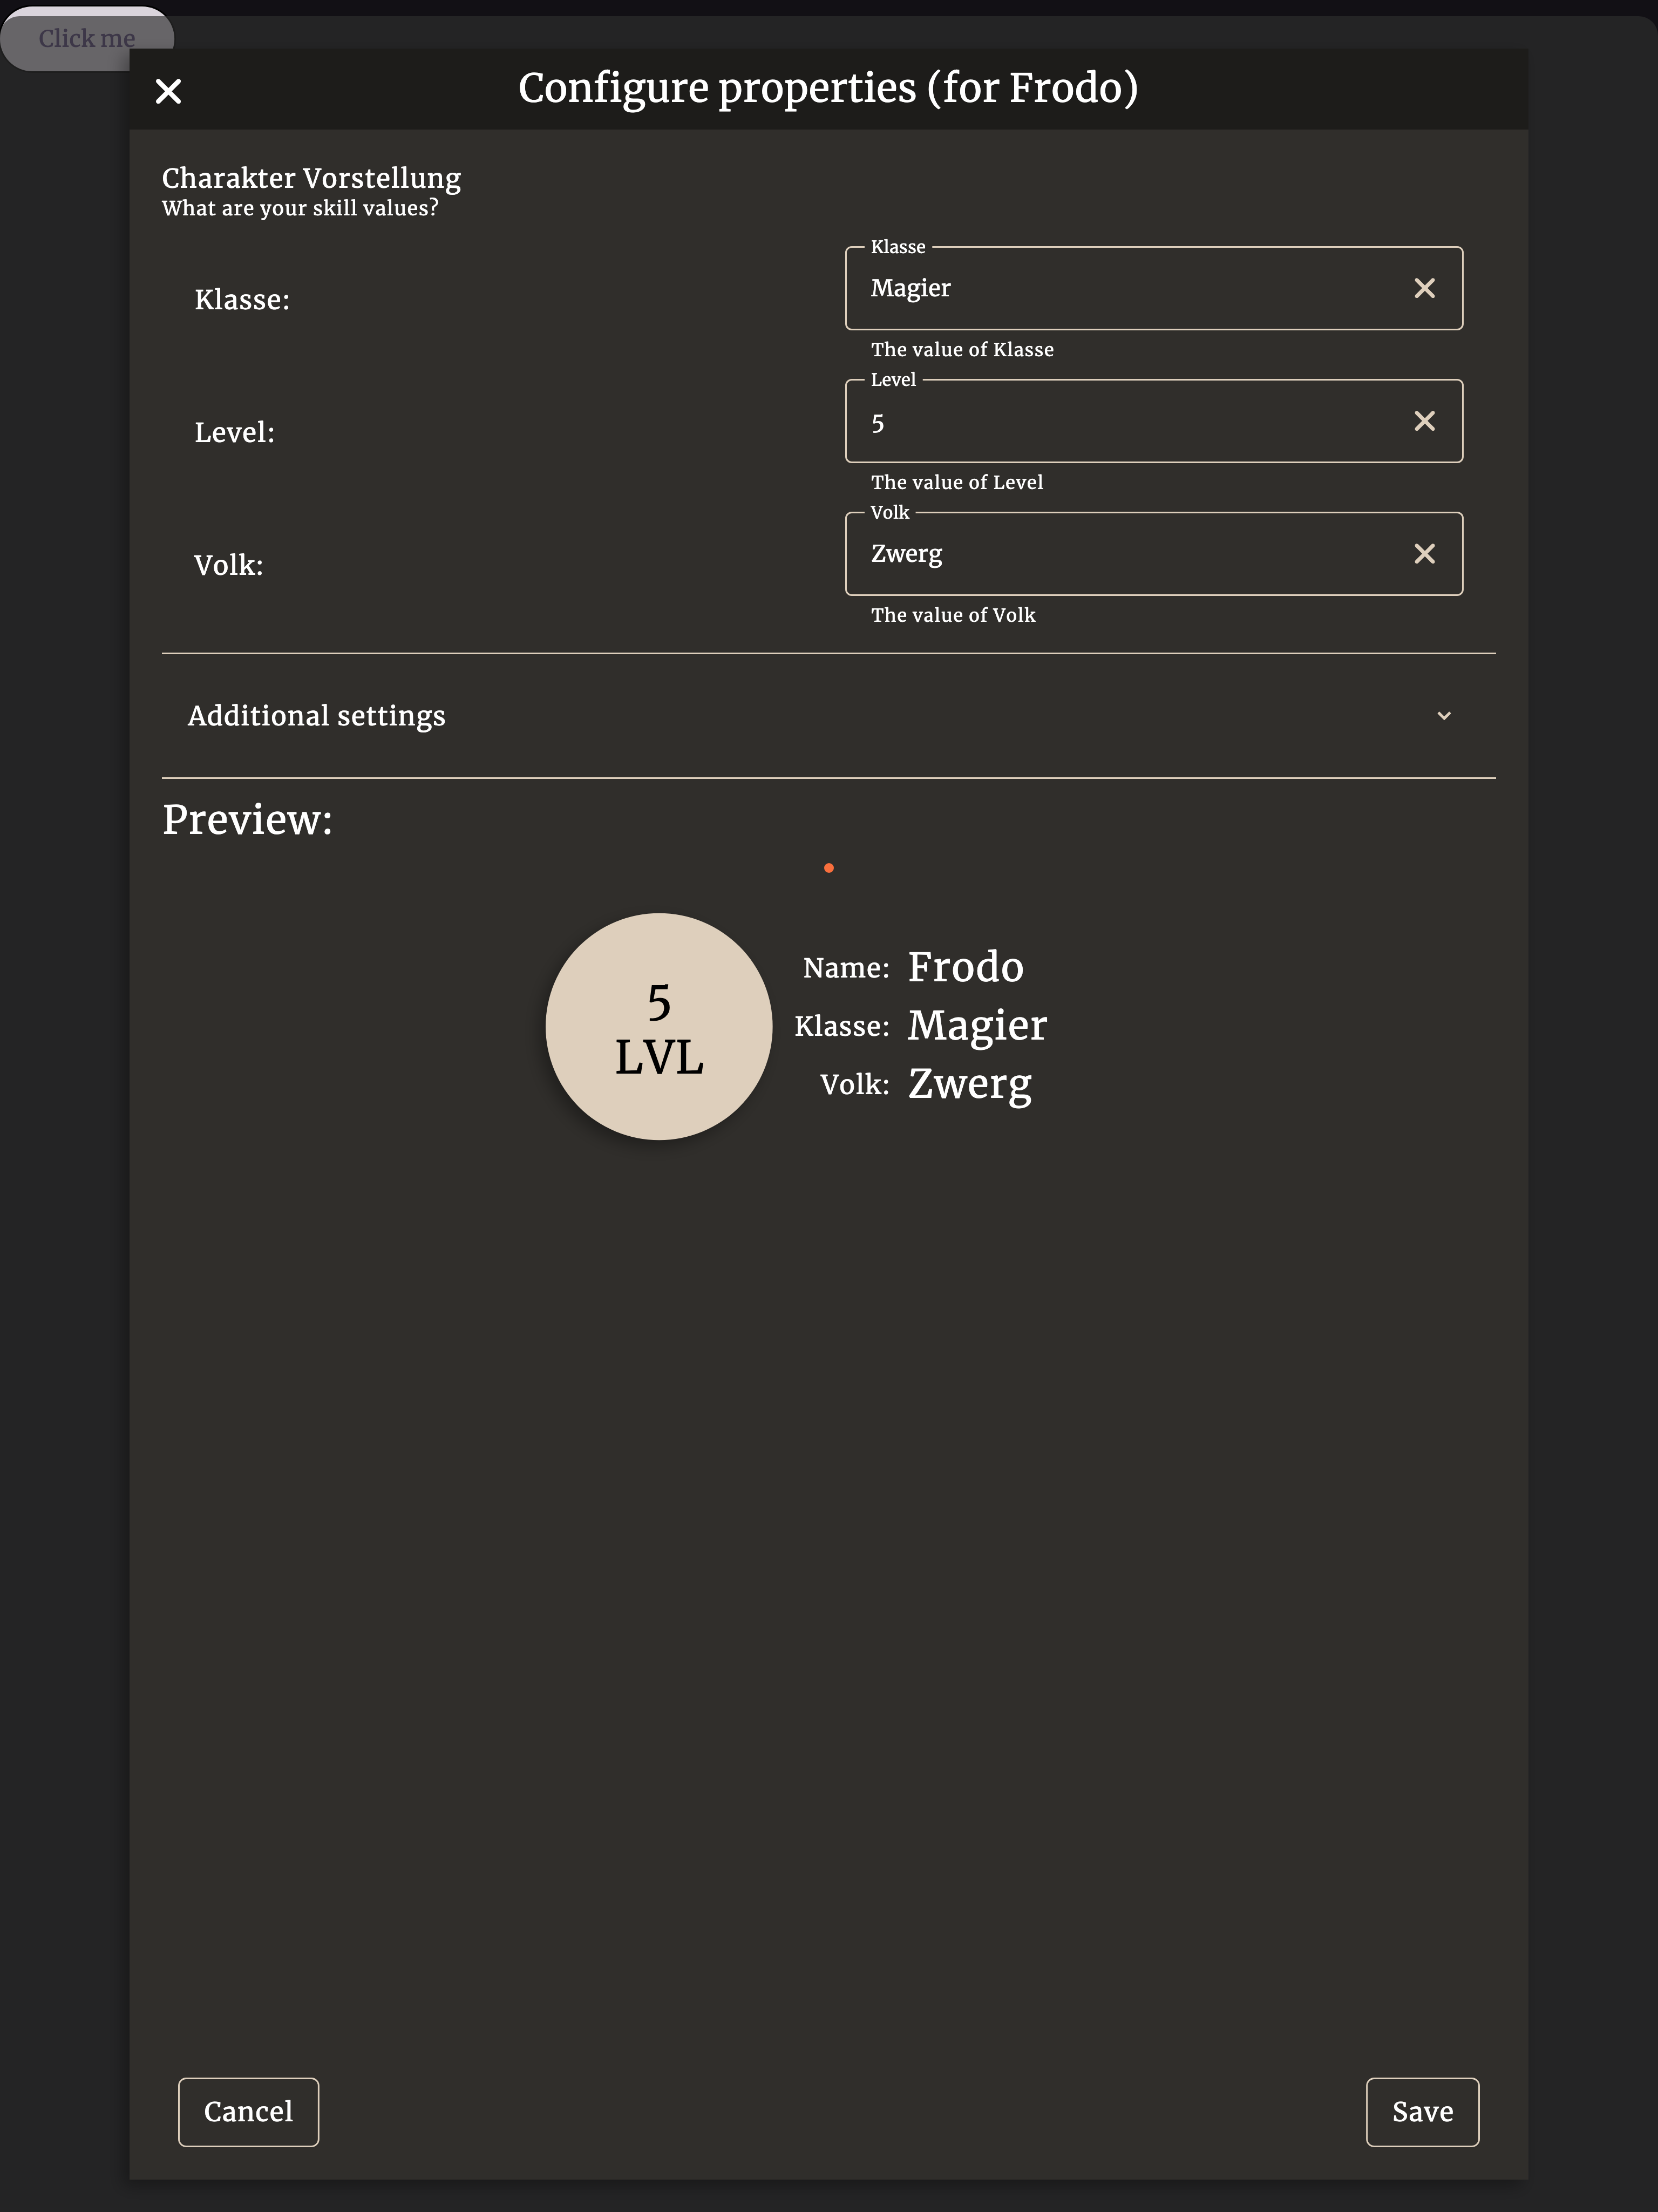 Click me
Configure properties (for Frodo)
Charakter Vorstellung
What are your skill values?
Klasse:
Klasse
Magier
The value of Klasse
Level:
Level
5
The value of Level
Volk:
Volk
Zwerg
The value of Volk
Additional settings
Preview:
5
LVL
Name: Frodo
Klasse: Magier
Volk: Zwerg
Cancel
Save